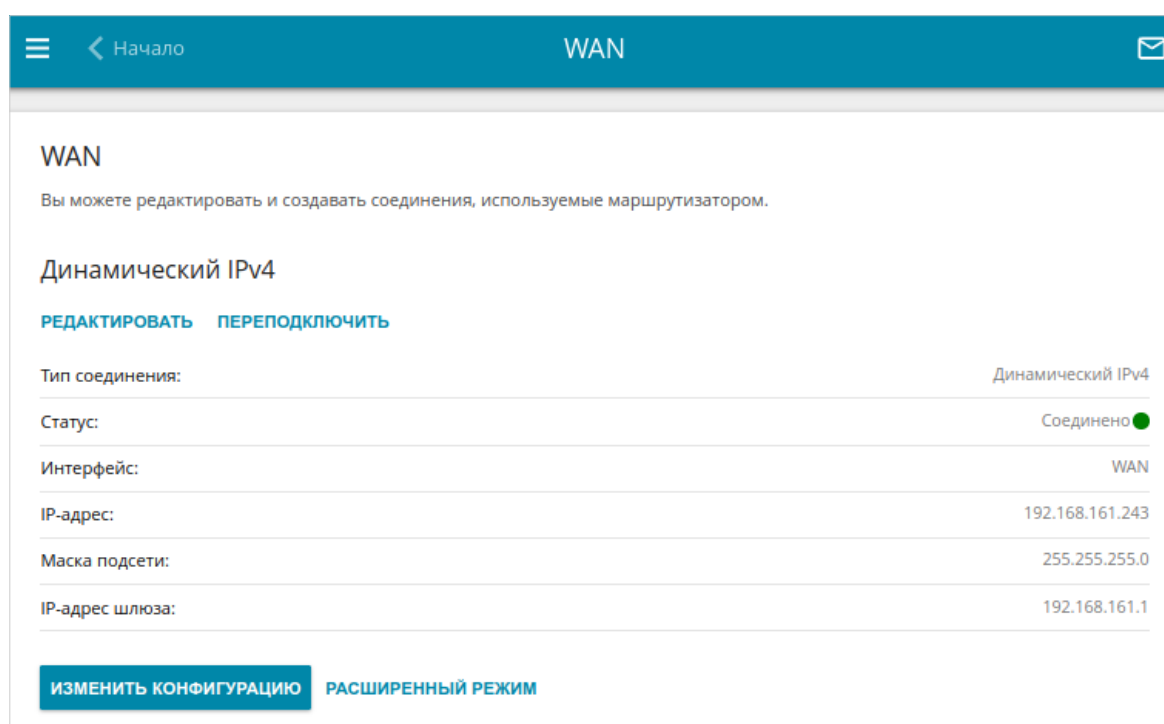 Начало
WAN
WAN
Вы можете редактировать и создавать соединения, используемые маршрутизатором.
Динамический IPv4
РЕДАКТИРОВАТЬ ПЕРЕПОДКЛЮЧИТЬ
Тип соединения: Динамический IPv4
Статус: Соединено
Интерфейс: WAN
IP-адрес: 192.168.161.243
Маска подсети: 255.255.255.0
IP-адрес шлюза: 192.168.161.1
ИЗМЕНИТЬ КОНФИГУРАЦИЮ РАСШИРЕННЫЙ РЕЖИМ